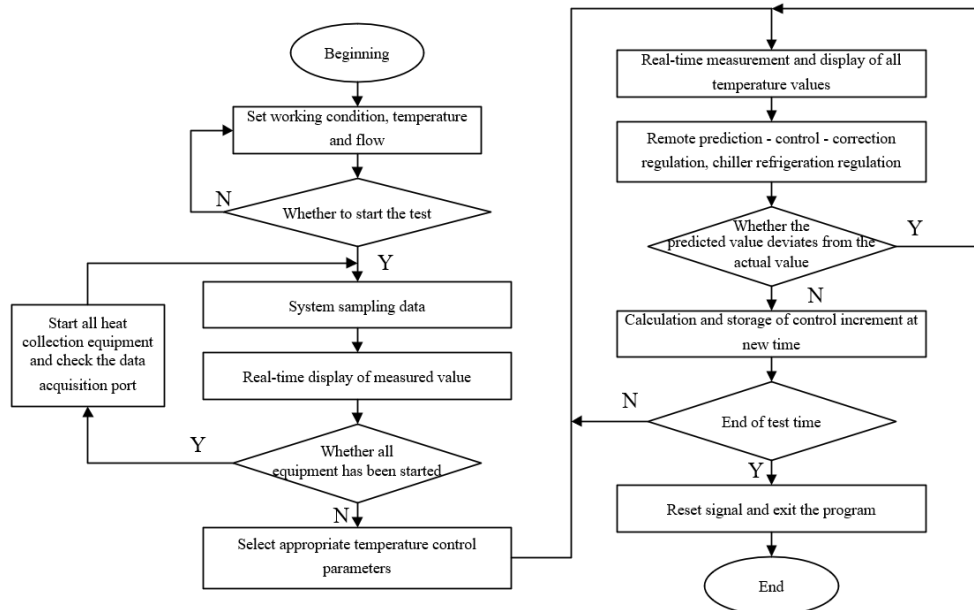 Beginning
Set working condition, temperature
and flow
N
Whether to start the test
Y
System sampling data
Start all heat
collection equipment
and check the data
acquisition port
Real-time display of measured value
Y
Whether all
equipment has been started
N
Select appropriate temperature control
parameters
Real-time measurement and display of all
temperature values
Remote prediction - control - correction
regulation, chiller refrigeration regulation
Whether the
predicted value deviates from the
actual value
Y
N
Calculation and storage of control increment at
new time
N
End of test time
Y
Reset signal and exit the program
End